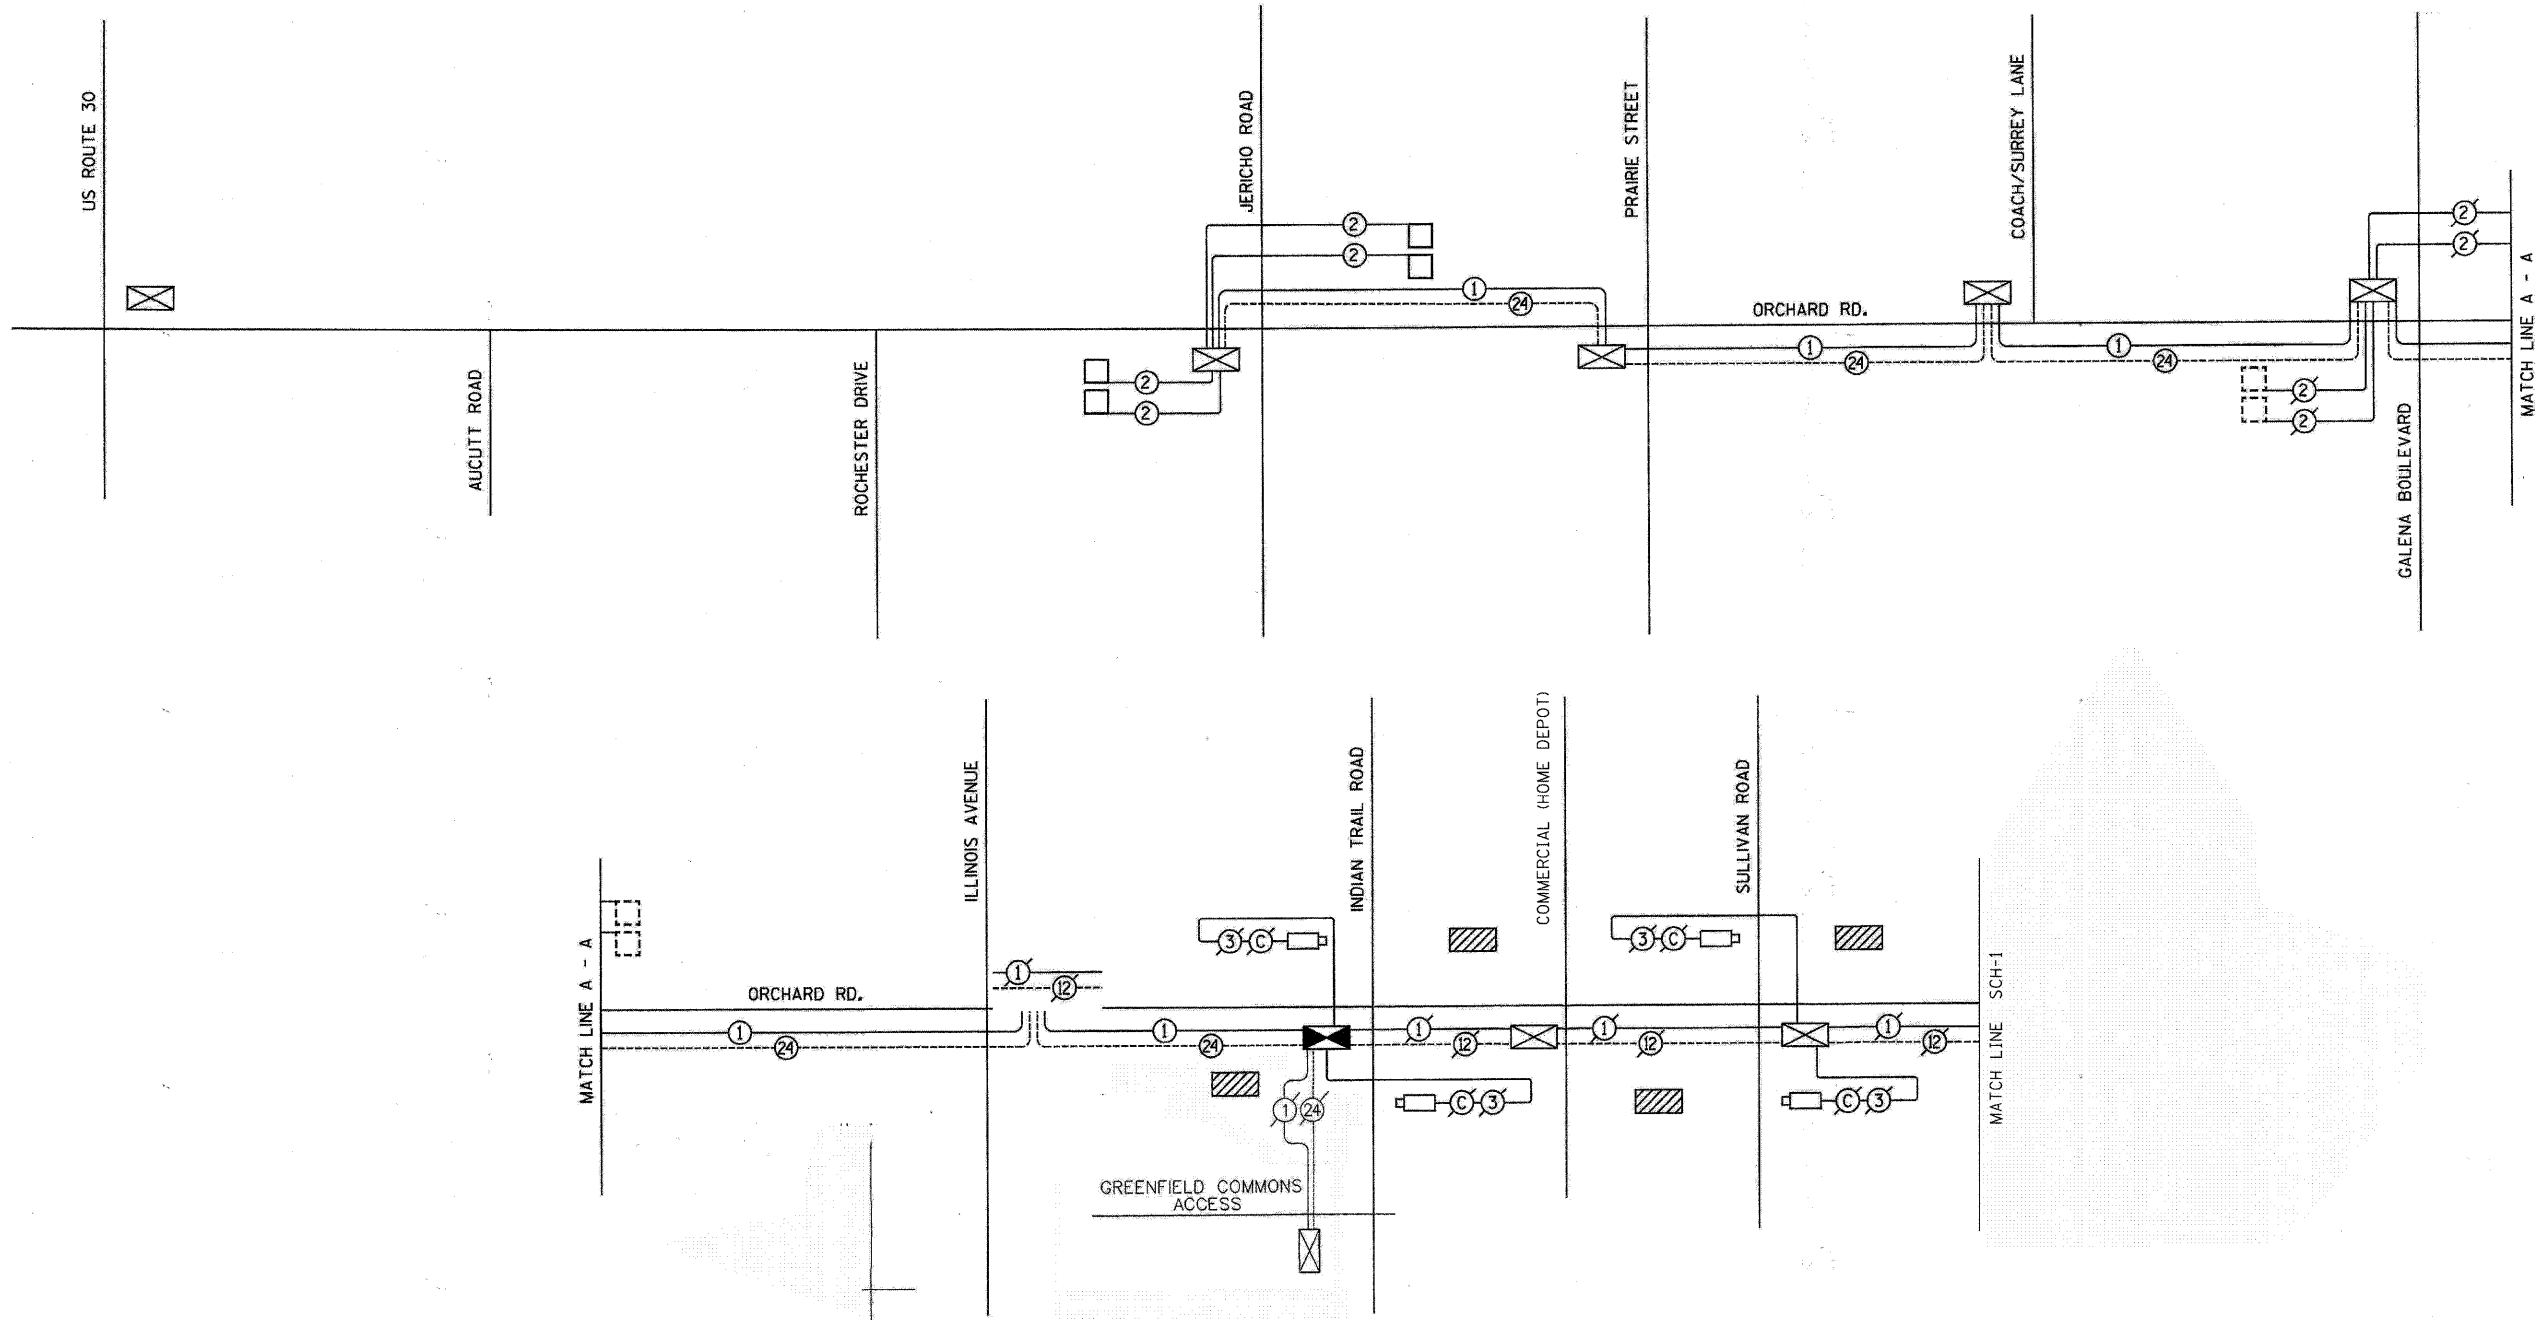 US ROUTE 30
AUCUTT ROAD
ROCHESTER DRIVE
JERICHO ROAD
PRAIRIE STREET
COACH/SURREY LANE
GALENA BOULEVARD
MATCH LINE A - A
2
2
2
2
1
24
ORCHARD RD.
1
24
1
24
2
2
2
2
MATCH LINE A - A
ORCHARD RD.
1
24
ILLINOIS AVENUE
1
12
1
24
3 C
INDIAN TRAIL ROAD
1
12
C 3
1 24
GREENFIELD COMMONS
ACCESS
COMMERCIAL (HOME DEPOT)
1
12
3 C
SULLIVAN ROAD
1
12
C 3
MATCH LINE SCH-1